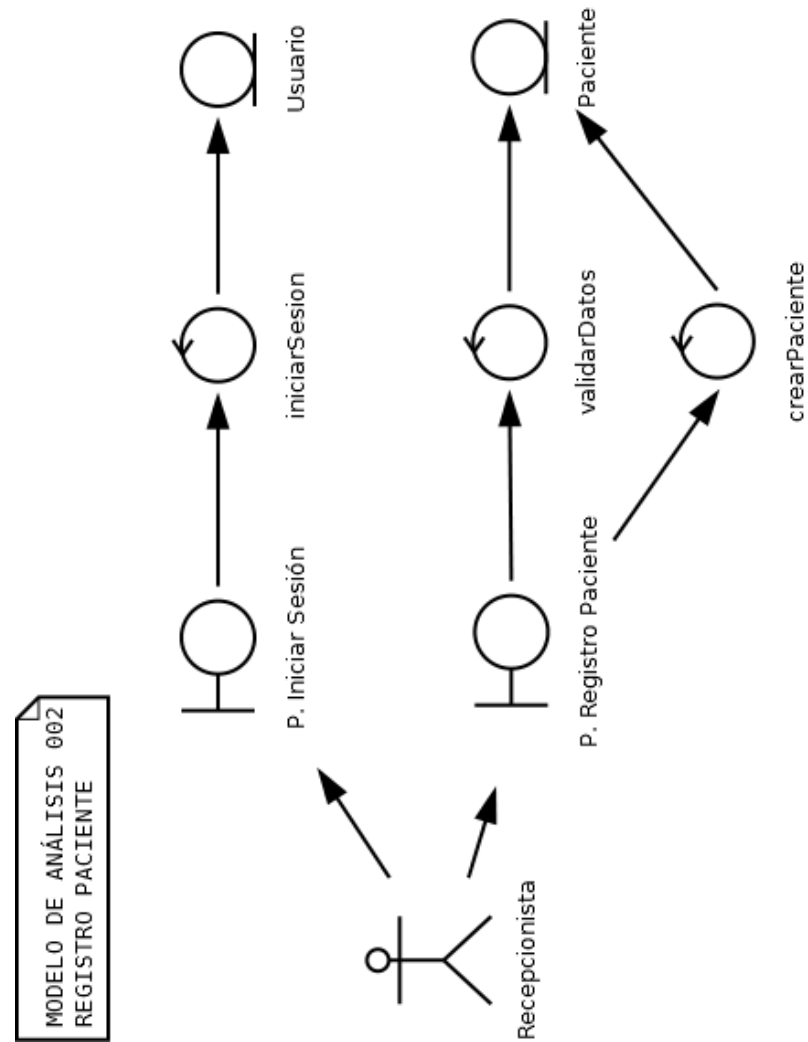 MODELO DE ANÁLISIS 002
REGISTRO PACIENTE
P. Iniciar Sesión
iniciarSesion
Usuario
Recepcionista
P. Registro Paciente
validarDatos
Paciente
crearPaciente